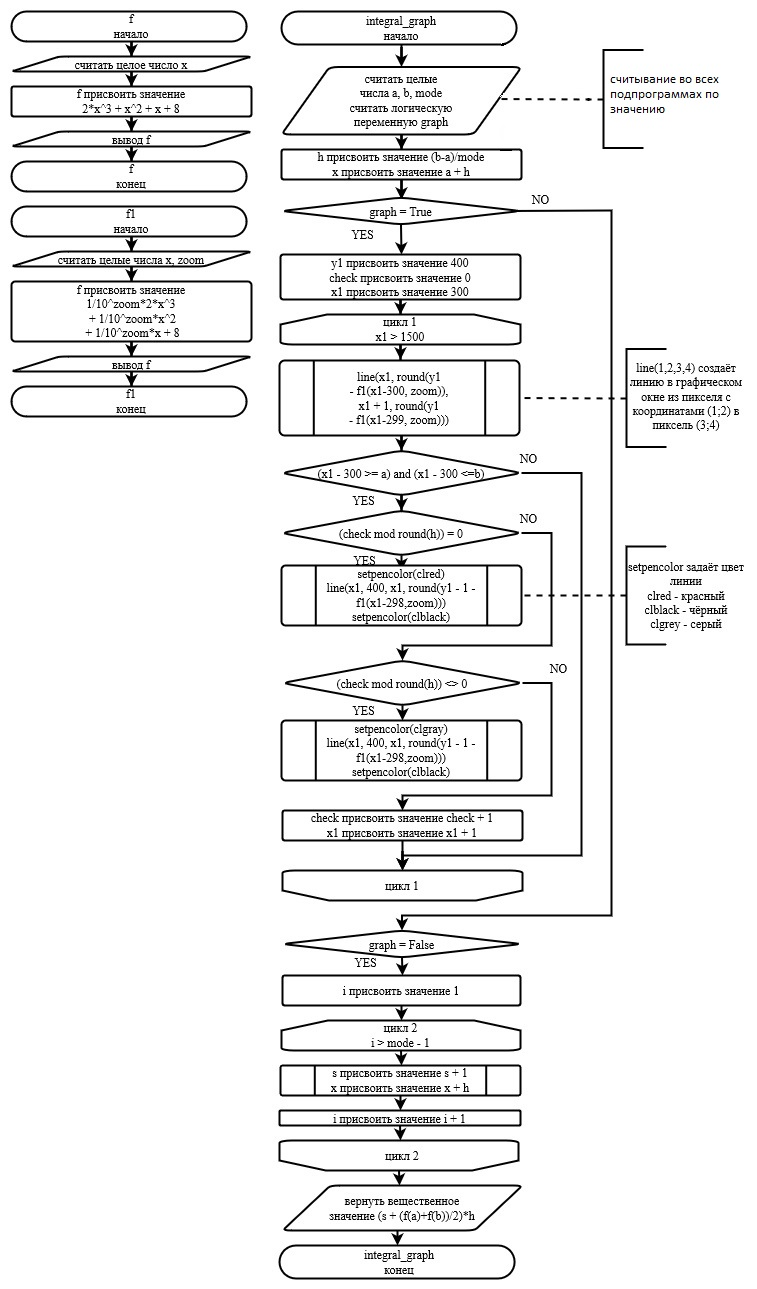 f
начало
считать целое число x
f присвоить значение
2*x^3 + x^2 + x + 8
вывод f
f
конец
f1
начало
считать целые числа x, zoom
f присвоить значение
1/10^zoom*2*x^3
+ 1/10^zoom*x^2
+ 1/10^zoom*x + 8
вывод f
f1
конец
integral_graph
начало
считать целые
числа a, b, mode
считать логическую
переменную graph
считывание во всех
подпрограммах по
значению
h присвоить значение (b-a)/mode
x присвоить значение a + h
graph = True
NO
YES
y1 присвоить значение 400
check присвоить значение 0
x1 присвоить значение 300
цикл 1
x1 > 1500
line(x1, round(y1
- f1(x1-300, zoom)),
x1 + 1, round(y1
- f1(x1-299, zoom)))
line(1,2,3,4) создаёт
линию в графическом
окне из пикселя с
координатами (1;2) в
пиксель (3;4)
(x1 - 300 >= a) and (x1 - 300 <=b)
NO
YES
(check mod round(h)) = 0
NO
YES
setpencolor(clred)
line(x1, 400, x1, round(y1 - 1 -
f1(x1-298,zoom)))
setpencolor(clblack)
setpencolor задаёт цвет
линии
clred - красный
clblack - чёрный
clgrey - серый
(check mod round(h)) <> 0
NO
YES
setpencolor(clgray)
line(x1, 400, x1, round(y1 - 1 -
f1(x1-298,zoom)))
setpencolor(clblack)
check присвоить значение check + 1
x1 присвоить значение x1 + 1
цикл 1
graph = False
YES
i присвоить значение 1
цикл 2
i > mode - 1
s присвоить значение s + 1
x присвоить значение x + h
i присвоить значение i + 1
цикл 2
вернуть вещественное
значение (s + (f(a)+f(b))/2)*h
integral_graph
конец